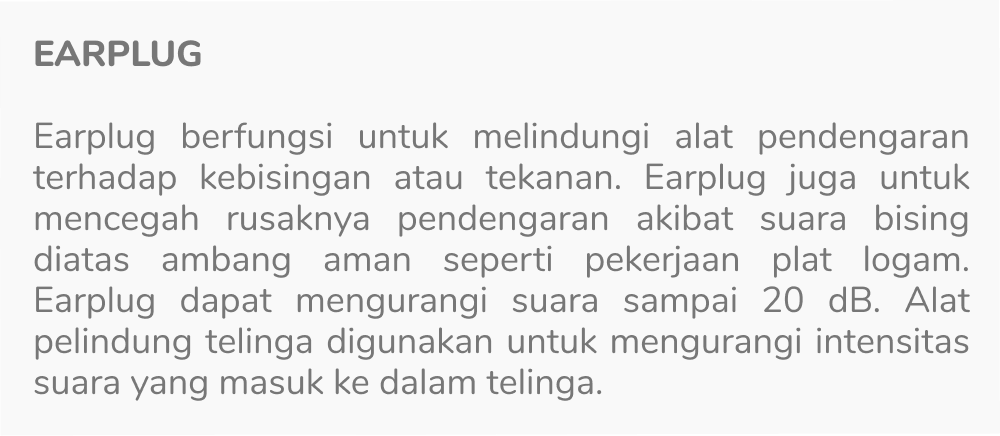 EARPLUG
Earplug berfungsi untuk melindungi alat pendengaran
terhadap kebisingan atau tekanan. Earplug juga untuk
mencegah rusaknya pendengaran akibat suara bising
diatas ambang aman seperti pekerjaan plat logam.
Earplug dapat mengurangi suara sampai 20 dB. Alat
pelindung telinga digunakan untuk mengurangi intensitas
suara yang masuk ke dalam telinga.